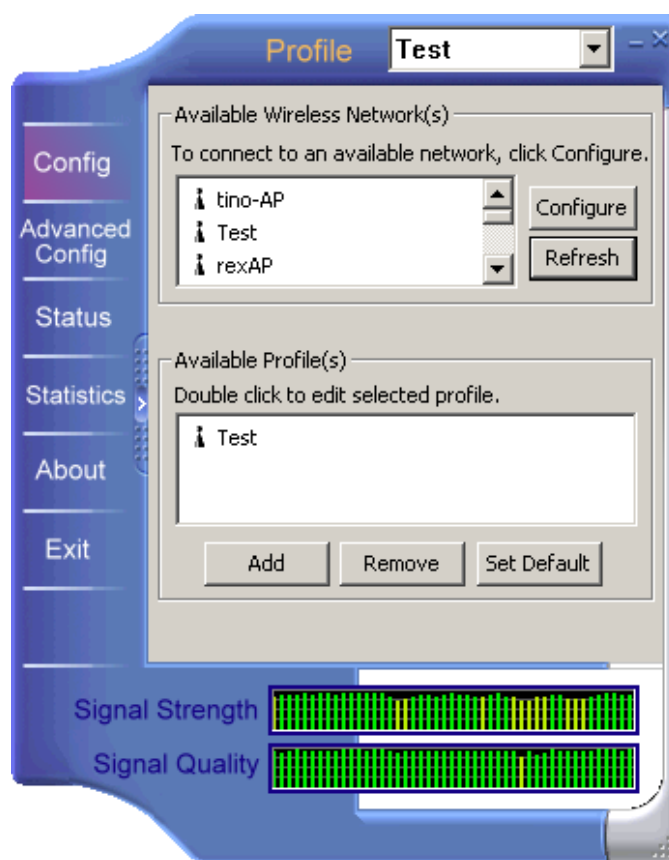 Profile
Test
Config
Advanced
Config
Status
Statistics
About
Exit
Available Wireless Network(s)
To connect to an available network, click Configure.
tino-AP
Test
rexAP
Configure
Refresh
Available Profile(s)
Double click to edit selected profile.
Test
Add
Remove
Set Default
Signal Strength
Signal Quality